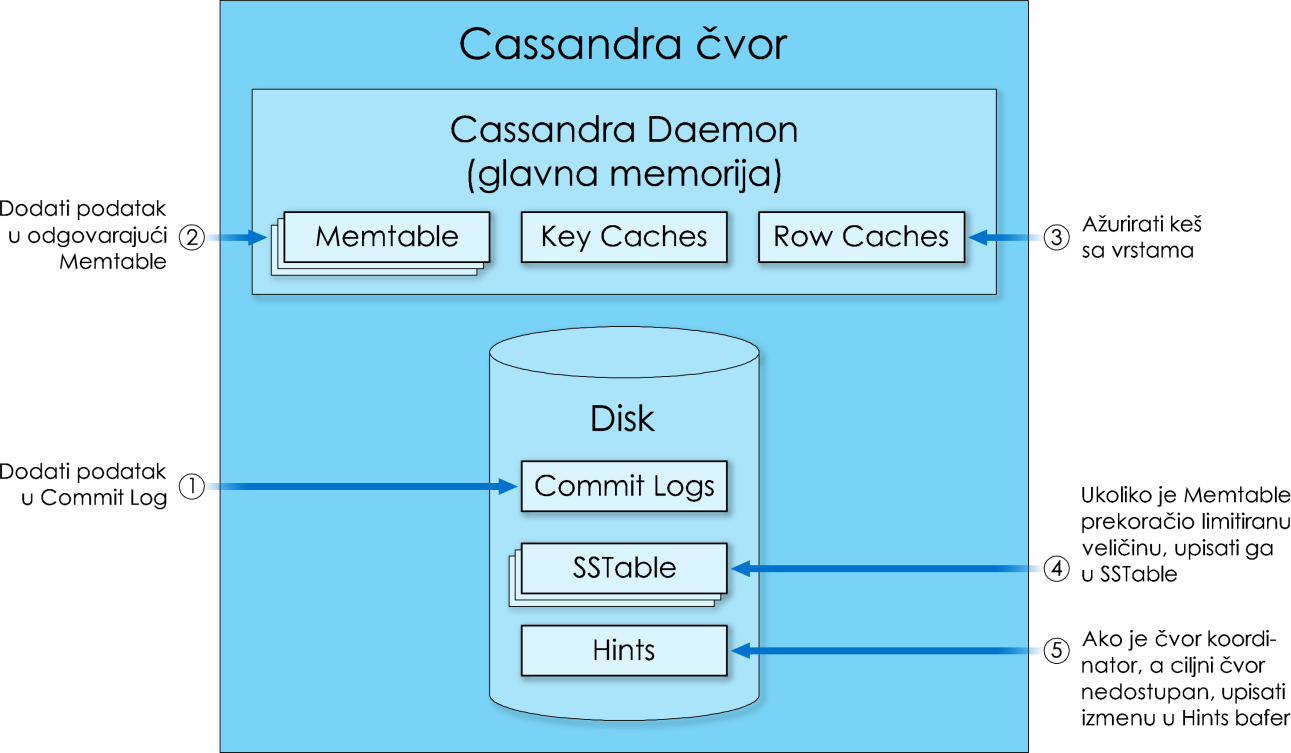 Cassandra čvor
Cassandra Daemon
(glavna memorija)
Dodati podatak
u odgovarajući
Memtable
2
Memtable
Key Caches
Row Caches
3
Ažurirati keš
sa vrstama
Disk
Dodati podatak
u Commit Log
1
Commit Logs
SSTable
4
Ukoliko je Memtable
prekoračio limitiranu
veličinu, upisati ga
u SSTable
Hints
5
Ako je čvor koordi-
nator, a ciljni čvor
nedostupan, upisati
izmenu u Hints bafer